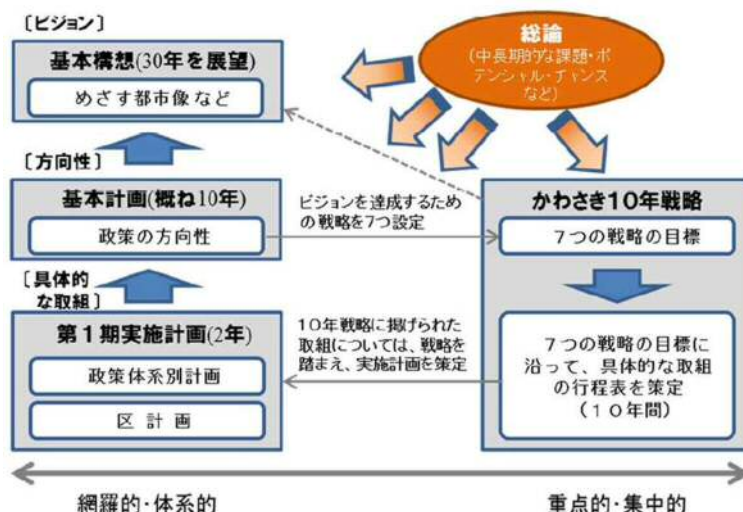 〔ビジョン〕
基本構想(30年を展望)
めざす都市像など
〔方向性〕
基本計画(概ね10年)
政策の方向性
〔具体的
な取組〕
第1期実施計画(2年)
政策体系別計画
区計画
総論
(中長期的な課題・ポ
テンシャル・チャンス
など)
ビジョンを達成するため
の戦略を7つ設定
10年戦略に掲げられた
取組については、戦略を
踏まえ、実施計画を策定
かわさき10年戦略
7つの戦略の目標
7つの戦略の目標に
沿って、具体的な取組
の行程表を策定
(10年間)
網羅的・体系的
重点的・集中的